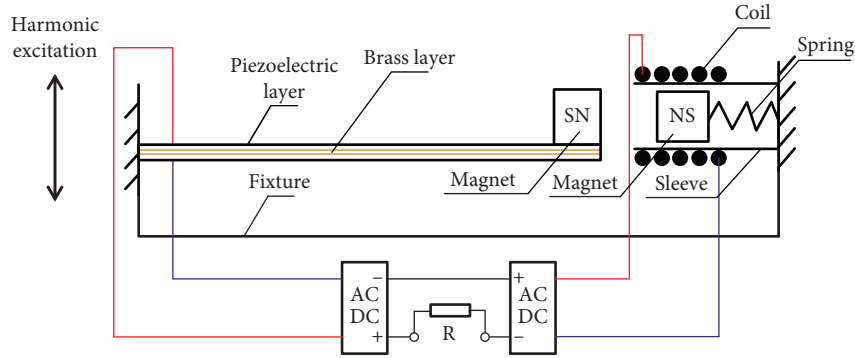 Harmonic
excitation
Piezoelectric
layer
Brass layer
Coil
Spring
SN
NS
Magnet
Magnet
Sleeve
Fixture
− +
AC AC
DC DC
+ R −